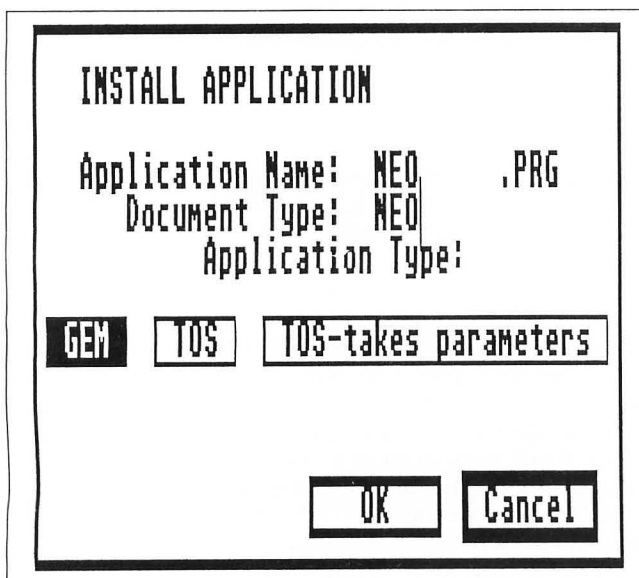 INSTALL APPLICATION
Application Name: NEO .PRG
Document Type: NEO
Application Type:
GEM TOS TOS-takes parameters
OK Cancel